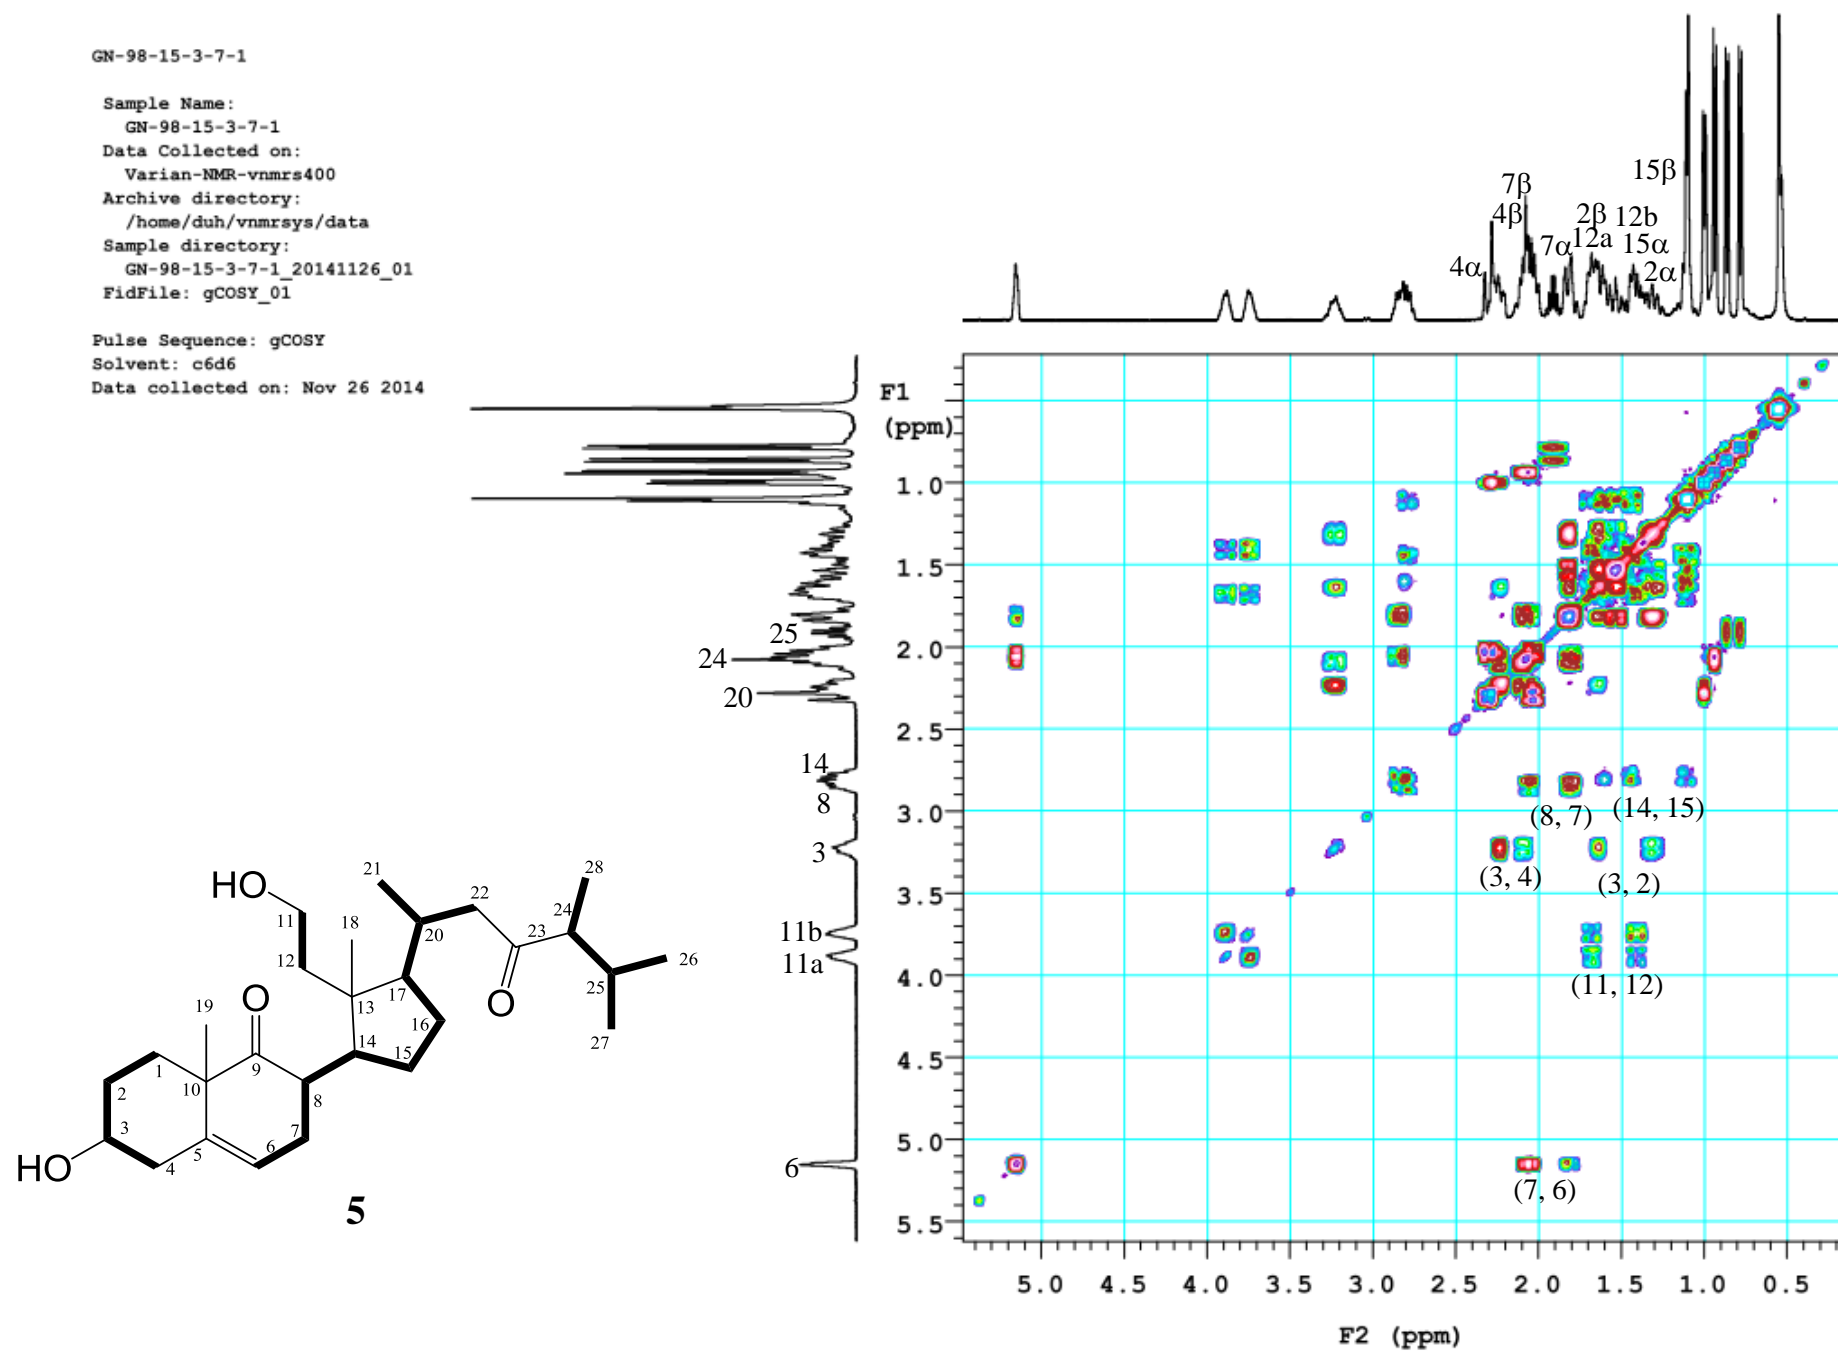 GN-98-15-3-7-1
Sample Name:
GN-98-15-3-7-1
Data Collected on:
Varian-NMR-vnmrs400
Archive directory:
/home/duh/vnmrsys/data
Sample directory:
GN-98-15-3-7-1_20141126_01
FidFile: gCOSY_01
Pulse Sequence: gCOSY
Solvent: c6d6
Data collected on: Nov 26 2014
15β
7β
4β
2β 12b
7α 12a 15α
4α 2α
F1
(ppm)
1.0
1.5
2.0
2.5
3.0
3.5
4.0
4.5
5.0
5.5
25
24
20
14
8
3
11b
11a
6
(8, 7) (14, 15)
(3, 4) (3, 2)
(11, 12)
(7, 6)
5.0 4.5 4.0 3.5 3.0 2.5 2.0 1.5 1.0 0.5
F2 (ppm)
HO
11
12
18
21
22
20
28
24
23
26
25
27
O
O
19
13
17
16
14
15
1
2
10
9
8
3
7
HO
4
5
6
5